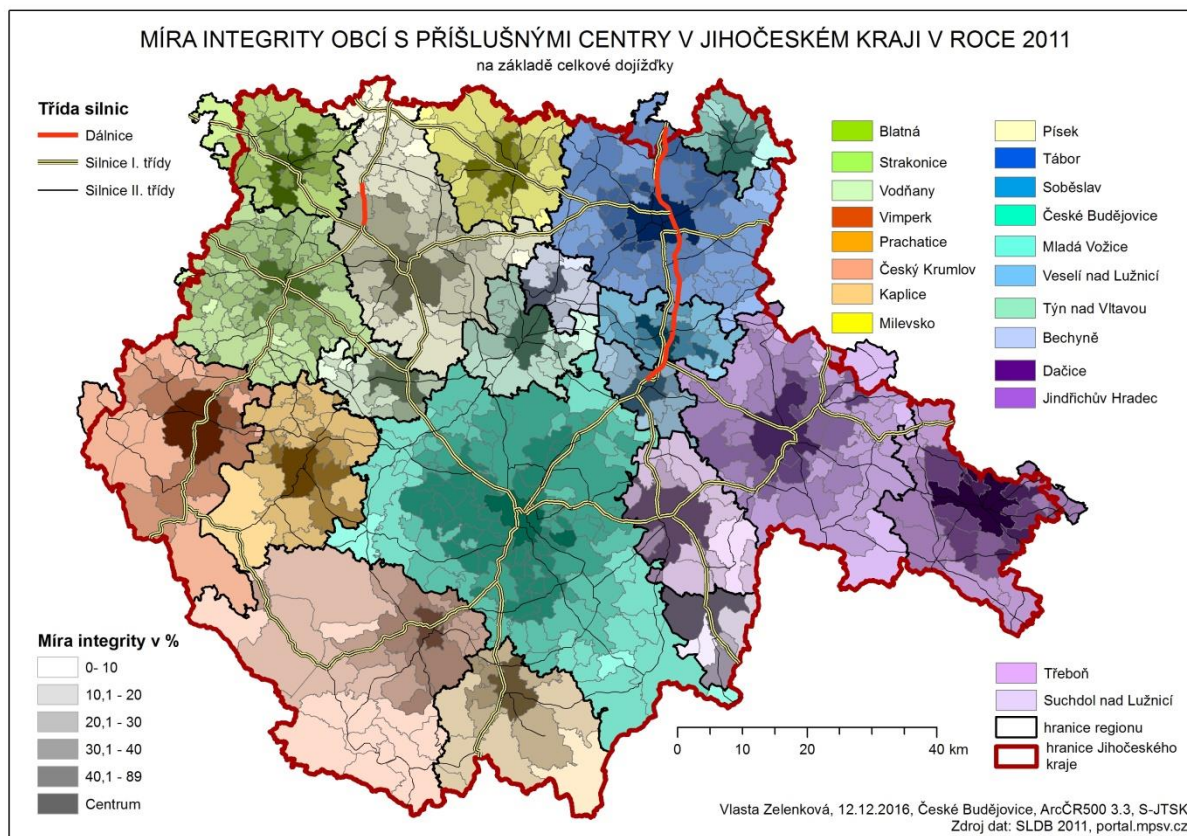 MÍRA INTEGRITY OBCÍ S PŘÍSLUŠNÝMI CENTRY V JIHOČESKÉM KRAJI V ROCE 2011
na základě celkové dojížďky
Třída silnic
Dálnice
Silnice I. třídy
Silnice II. třídy
Blatná
Strakonice
Vodňany
Vimperk
Prachatice
Český Krumlov
Kaplice
Milevsko
Písek
Tábor
Soběslav
České Budějovice
Mladá Vožice
Veselí nad Lužnicí
Týn nad Vltavou
Bechyně
Dačice
Jindřichův Hradec
Míra integrity v %
0- 10
10,1 - 20
20,1 - 30
30,1 - 40
40,1 - 89
Centrum
Třeboň
Suchdol nad Lužnicí
hranice regionu
hranice Jihočeského
kraje
0 10 20 40 km
Vlasta Zelenková, 12.12.2016, České Budějovice, ArcČR500 3.3, S-JTSK
Zdroj dat: SLDB 2011, portal.mpsv.cz